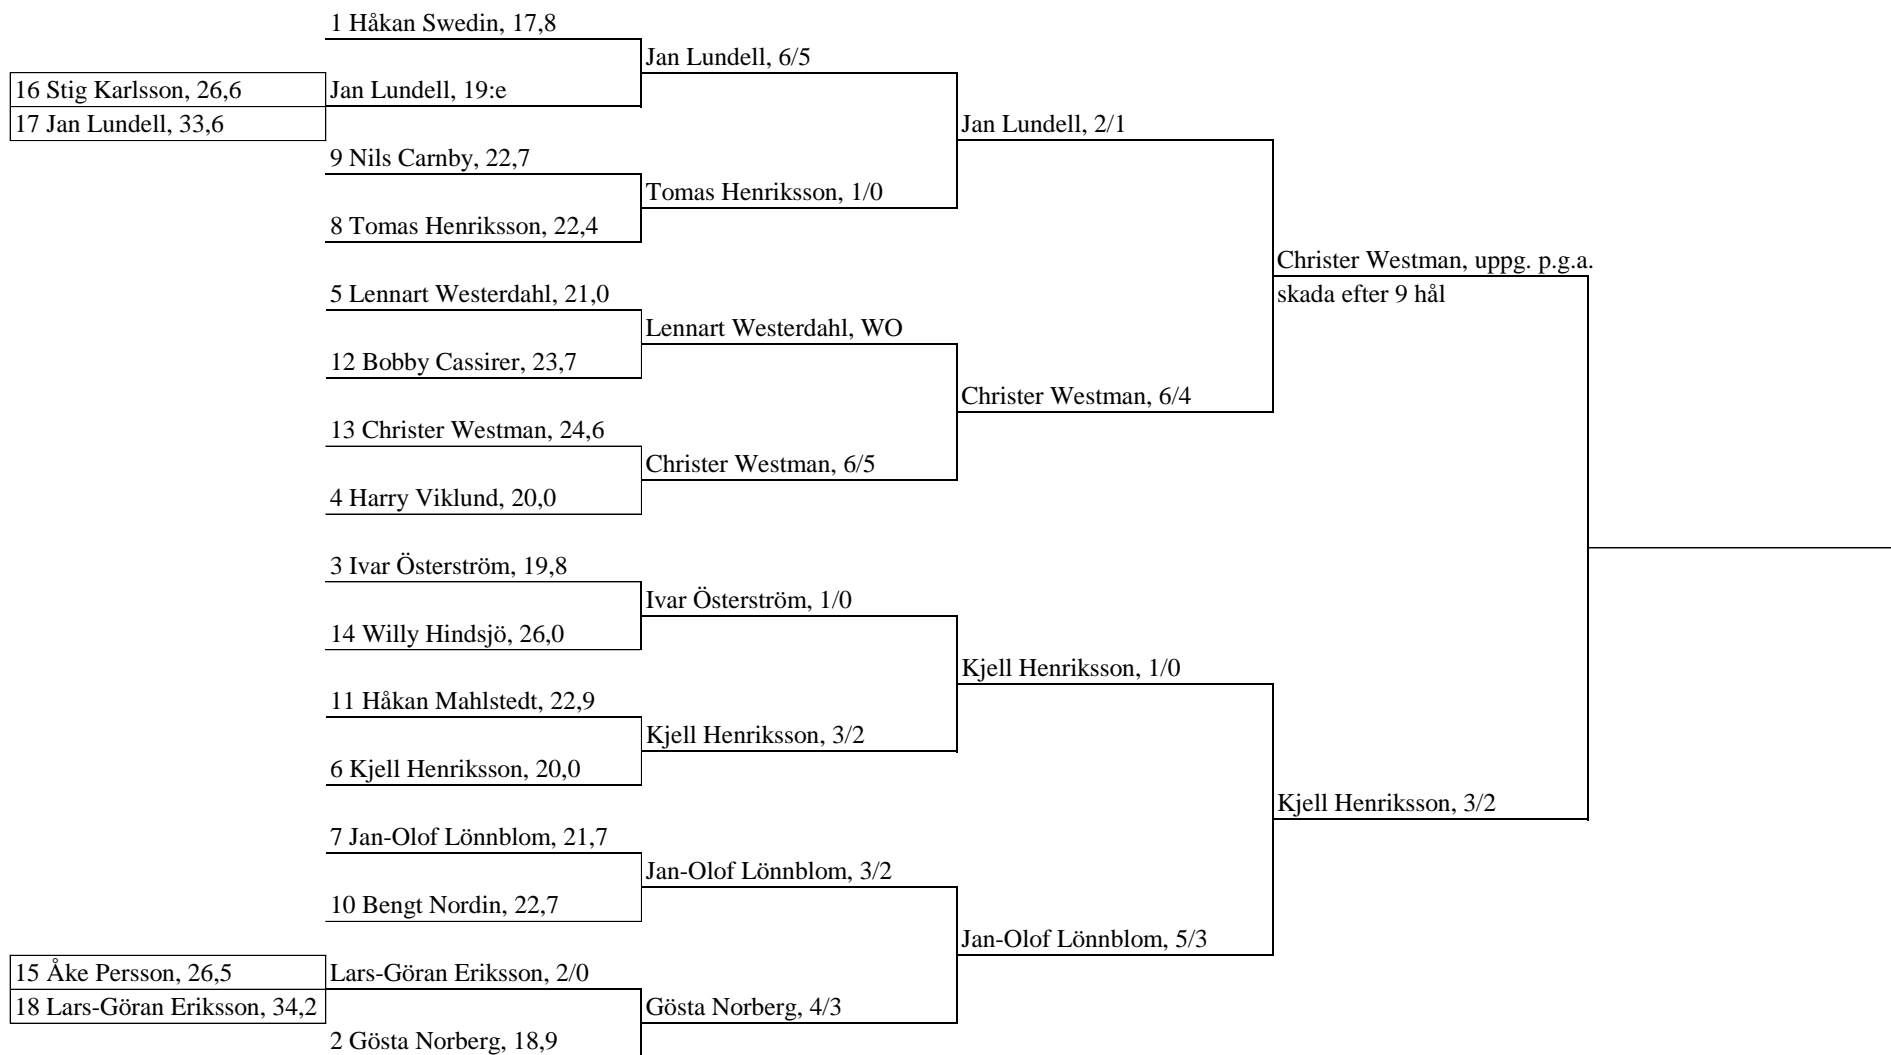 1 Håkan Swedin, 17,8
Jan Lundell, 6/5
16 Stig Karlsson, 26,6
Jan Lundell, 19:e
17 Jan Lundell, 33,6
Jan Lundell, 2/1
9 Nils Carnby, 22,7
Tomas Henriksson, 1/0
8 Tomas Henriksson, 22,4
Christer Westman, uppg. p.g.a.
skada efter 9 hål
5 Lennart Westerdahl, 21,0
Lennart Westerdahl, WO
12 Bobby Cassirer, 23,7
Christer Westman, 6/4
13 Christer Westman, 24,6
Christer Westman, 6/5
4 Harry Viklund, 20,0
3 Ivar Österström, 19,8
Ivar Österström, 1/0
14 Willy Hindsjö, 26,0
Kjell Henriksson, 1/0
11 Håkan Mahlstedt, 22,9
Kjell Henriksson, 3/2
6 Kjell Henriksson, 20,0
Kjell Henriksson, 3/2
7 Jan-Olof Lönnblom, 21,7
Jan-Olof Lönnblom, 3/2
10 Bengt Nordin, 22,7
Jan-Olof Lönnblom, 5/3
15 Åke Persson, 26,5
Lars-Göran Eriksson, 2/0
18 Lars-Göran Eriksson, 34,2
Gösta Norberg, 4/3
2 Gösta Norberg, 18,9